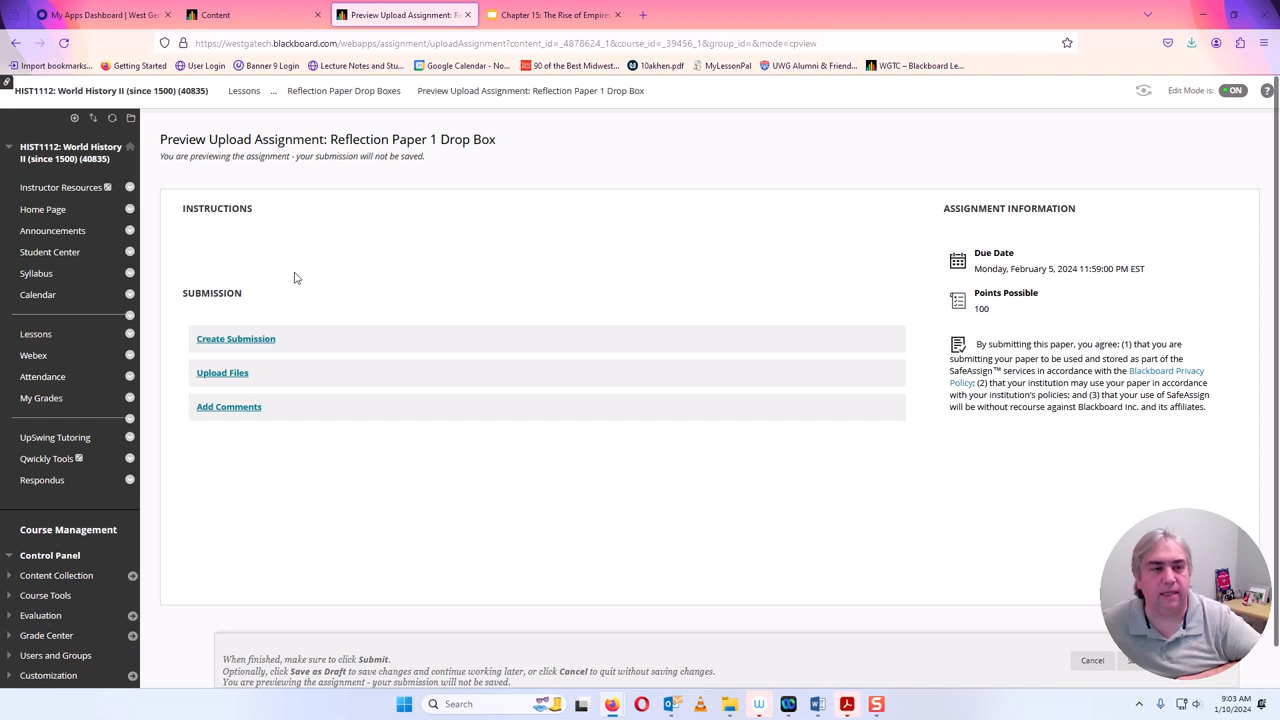 My Apps Dashboard | West Geo
Content
Preview Upload Assignment: Re
Chapter 15: The Rise of Empires
https://westgatech.blackboard.com/webapps/assignment/uploadAssignment?content_id=_4878624_1&course_id=_39456_1&group_id=&mode=cpview
Import bookmarks...
Getting Started
User Login
Banner 9 Login
Lecture Notes and Stu...
Google Calendar - No...
90 of the Best Midwest...
10akhen.pdf
MyLessonPal
UWG Alumni & Friend...
WGTC – Blackboard Le...
HIST1112: World History II (since 1500) (40835)
Lessons
...
Reflection Paper Drop Boxes
Preview Upload Assignment: Reflection Paper 1 Drop Box
Edit Mode is:
ON
?
HIST1112: World History
II (since 1500) (40835)
Instructor Resources
Home Page
Announcements
Student Center
Syllabus
Calendar
Lessons
Webex
Attendance
My Grades
UpSwing Tutoring
Qwickly Tools
Respondus
Course Management
Control Panel
Content Collection
Course Tools
Evaluation
Grade Center
Users and Groups
Customization
Preview Upload Assignment: Reflection Paper 1 Drop Box
You are previewing the assignment - your submission will not be saved.
INSTRUCTIONS
SUBMISSION
Create Submission
Upload Files
Add Comments
ASSIGNMENT INFORMATION
Due Date
Monday, February 5, 2024 11:59:00 PM EST
Points Possible
100
By submitting this paper, you agree: (1) that you are
submitting your paper to be used and stored as part of the
SafeAssign™ services in accordance with the Blackboard Privacy
Policy; (2) that your institution may use your paper in accordance
with your institution's policies; and (3) that your use of SafeAssign
will be without recourse against Blackboard Inc. and its affiliates.
When finished, make sure to click Submit.
Optionally, click Save as Draft to save changes and continue working later, or click Cancel to quit without saving changes.
You are previewing the assignment - your submission will not be saved.
Cancel
Search
9:03 AM
1/10/2024